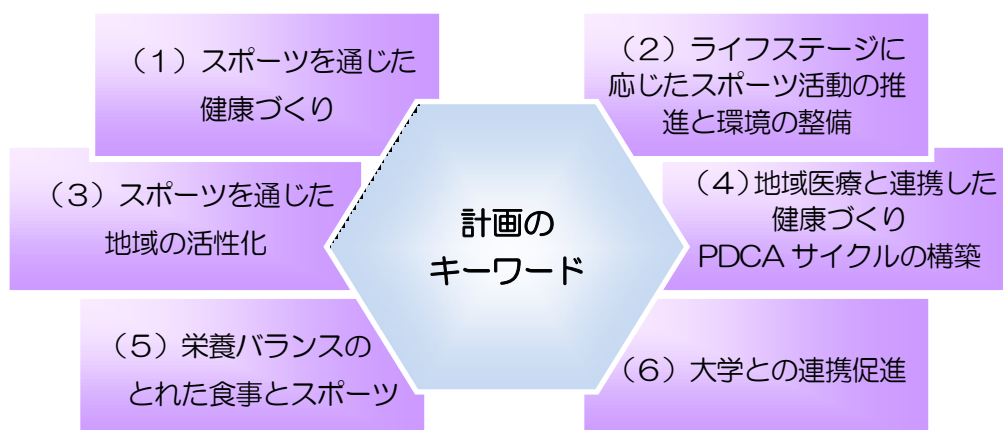 （1）スポーツを通じた
健康づくり
（2）ライフステージに
応じたスポーツ活動の推
進と環境の整備
（3）スポーツを通じた
地域の活性化
計画の
キーワード
（4）地域医療と連携した
健康づくり
PDCA サイクルの構築
（5）栄養バランスの
とれた食事とスポーツ
（6）大学との連携促進